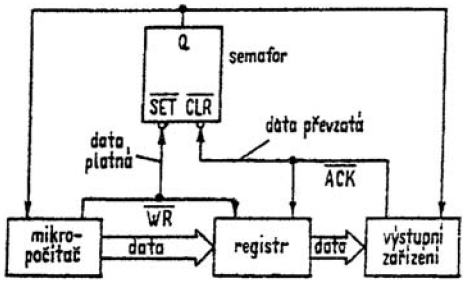 Q
semafor
SET CLR
data
platná
data převzatá
ACK
WR
mikro-
počítač
data
registr
data
výstupní
zařízení